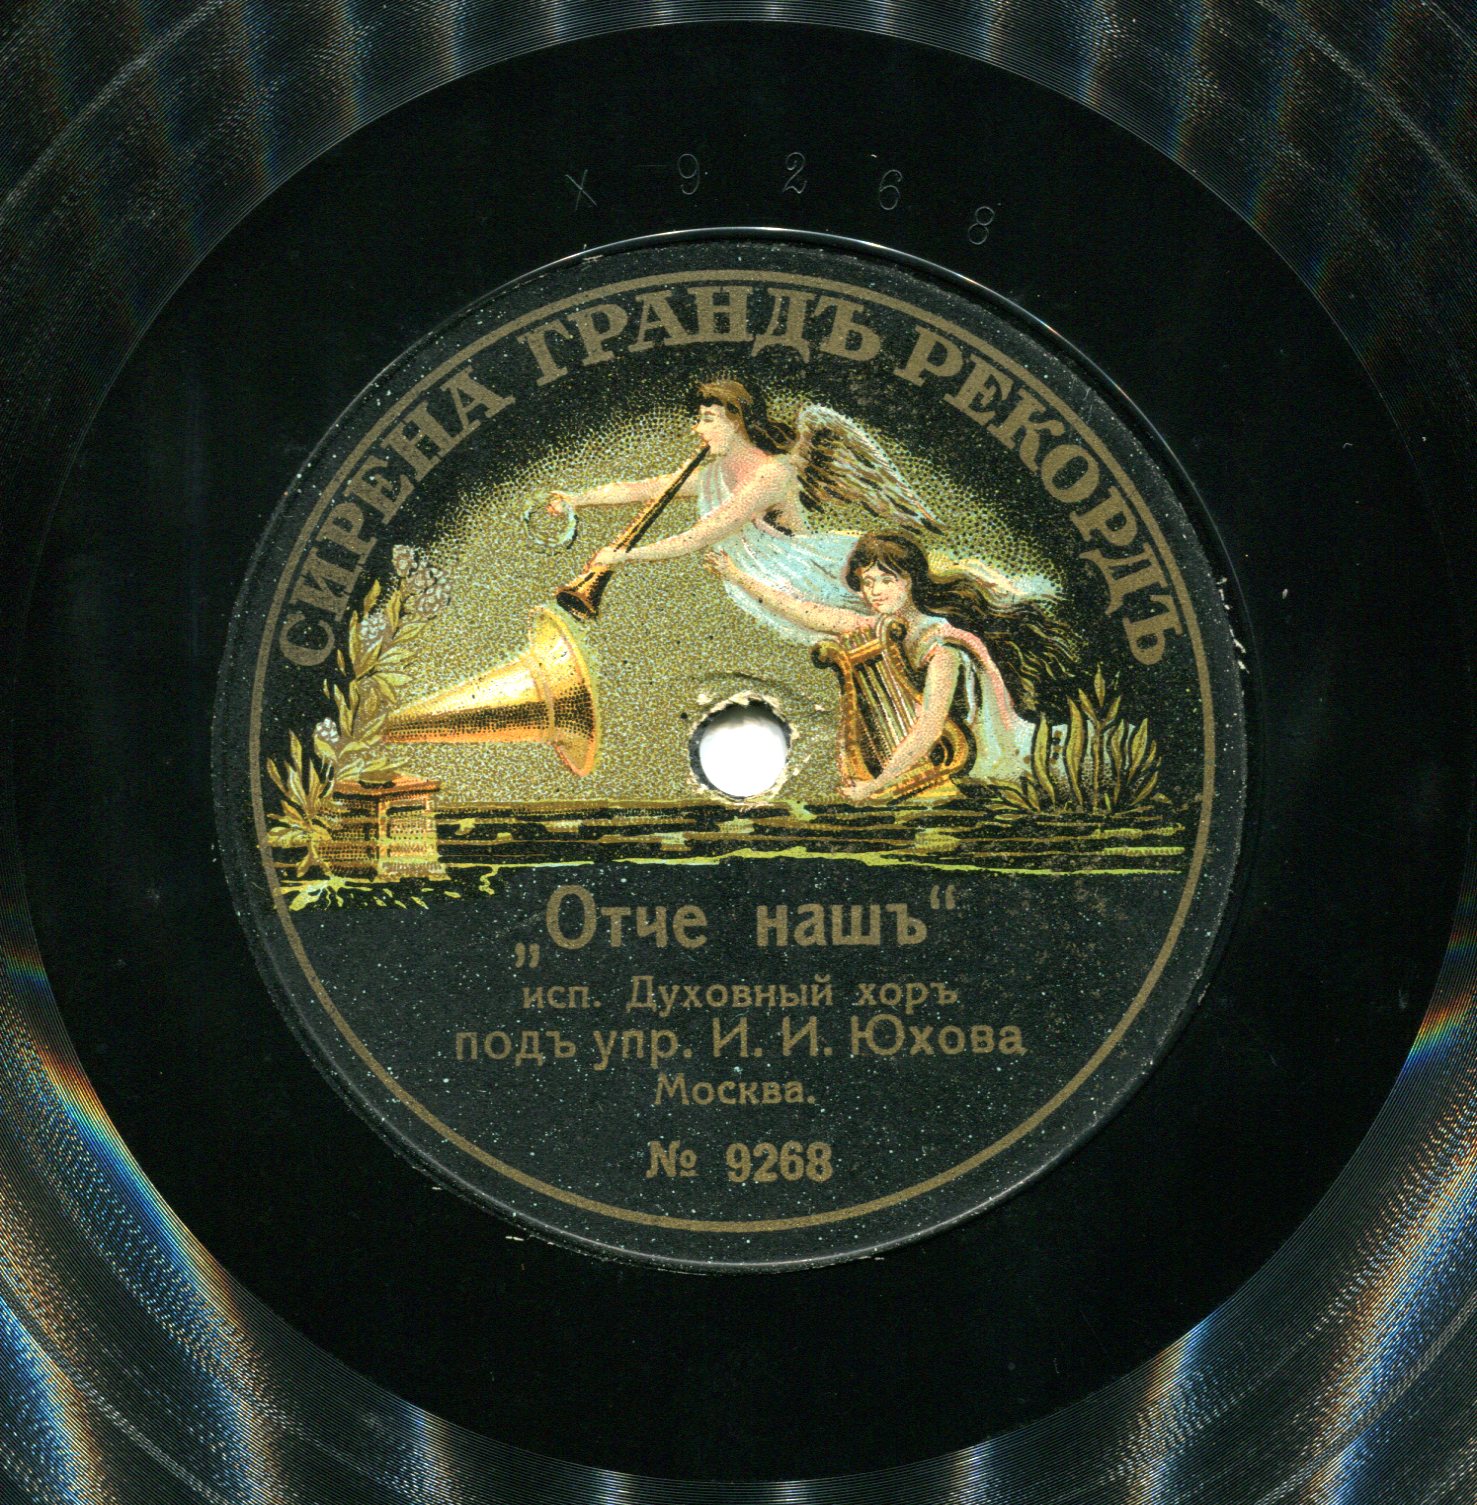 X 9268
СИРЕНА ГРАНДЪ РЕКОРДЪ
„Отче нашъ“
исп. Духовный хоръ
подъ упр. И. И. Юхова
Москва.
№ 9268